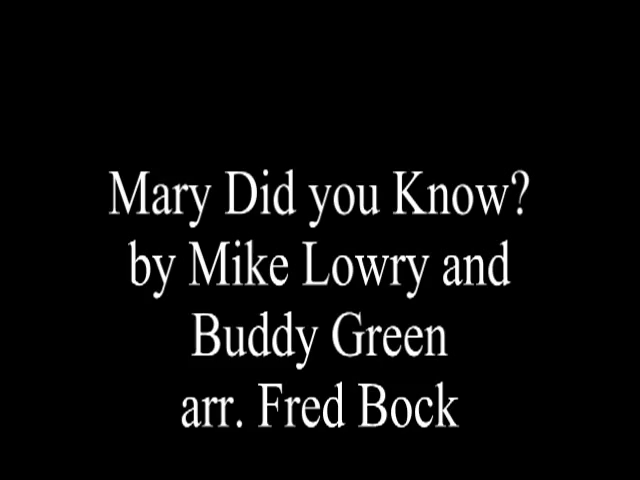 Mary Did you Know?
by Mike Lowry and
Buddy Green
arr. Fred Bock